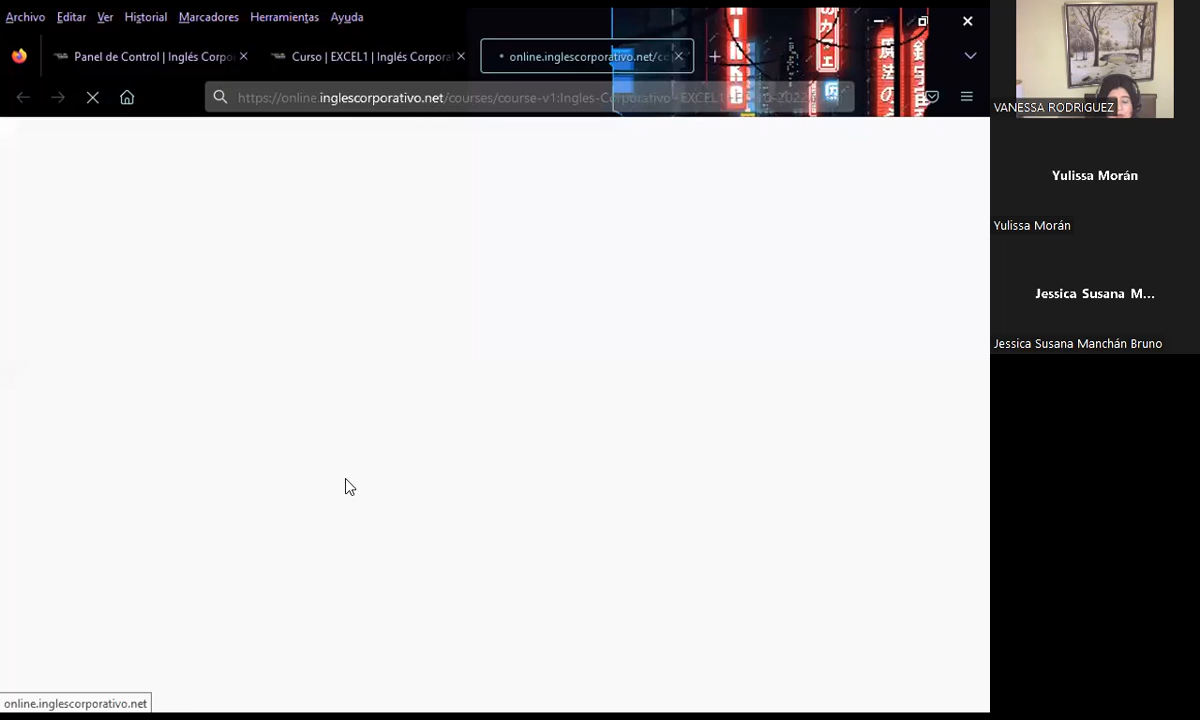 Archivo Editar Ver Historial Marcadores Herramientas Ayuda
Panel de Control | Inglés Corpo
Curso | EXCEL1 | Inglés Corpora
online.inglescorporativo.net/co
https://online.inglescorporativo.net/courses/course-v1:Ingles-Corporativo+EXCEL1
VANESSA RODRIGUEZ
Yulissa Morán
Yulissa Morán
Jessica Susana M...
Jessica Susana Manchán Bruno
online.inglescorporativo.net